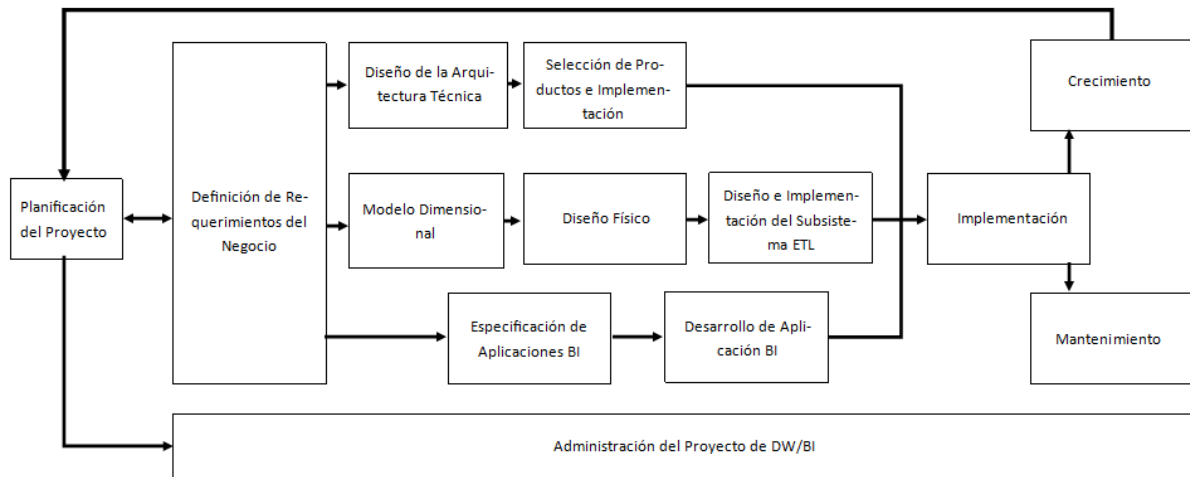 Diseño de la Arqui-
tectura Técnica
Selección de Pro-
ductos e Implemen-
tación
Crecimiento
Planificación
del Proyecto
Definición de Re-
querimientos del
Negocio
Modelo Dimensio-
nal
Diseño Físico
Diseño e Implemen-
tación del Subsiste-
ma ETL
Implementación
Especificación de
Aplicaciones BI
Desarrollo de Apli-
cación BI
Mantenimiento
Administración del Proyecto de DW/BI